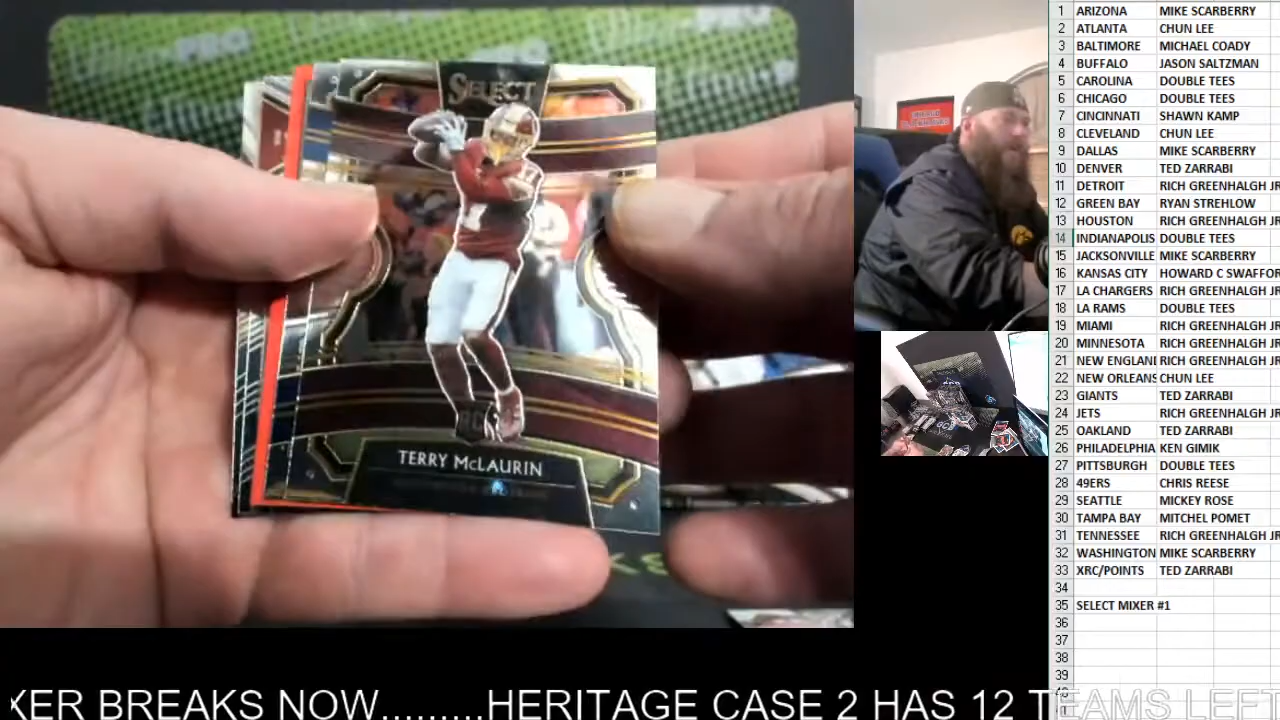 SELECT
TERRY McLAURIN
1 ARIZONA MIKE SCARBERRY
2 ATLANTA CHUN LEE
3 BALTIMORE MICHAEL COADY
4 BUFFALO JASON SALTZMAN
5 CAROLINA DOUBLE TEES
6 CHICAGO DOUBLE TEES
7 CINCINNATI SHAWN KAMP
8 CLEVELAND CHUN LEE
9 DALLAS MIKE SCARBERRY
10 DENVER TED ZARRABI
11 DETROIT RICH GREENHALGH JR
12 GREEN BAY RYAN STREHLOW
13 HOUSTON RICH GREENHALGH JR
14 INDIANAPOLIS DOUBLE TEES
15 JACKSONVILLE MIKE SCARBERRY
16 KANSAS CITY HOWARD C SWAFFOR
17 LA CHARGERS RICH GREENHALGH JR
18 LA RAMS DOUBLE TEES
19 MIAMI RICH GREENHALGH JR
20 MINNESOTA RICH GREENHALGH JR
21 NEW ENGLAN RICH GREENHALGH JR
22 NEW ORLEANS CHUN LEE
23 GIANTS TED ZARRABI
24 JETS RICH GREENHALGH JR
25 OAKLAND TED ZARRABI
26 PHILADELPHIA KEN GIMIK
27 PITTSBURGH DOUBLE TEES
28 49ERS CHRIS REESE
29 SEATTLE MICKEY ROSE
30 TAMPA BAY MITCHEL POMET
31 TENNESSEE RICH GREENHALGH JR
32 WASHINGTON MIKE SCARBERRY
33 XRC/POINTS TED ZARRABI
34
35 SELECT MIXER #1
36
37
38
39
XER BREAKS NOW.........HERITAGE CASE 2 HAS 12 TEAMS LEFT